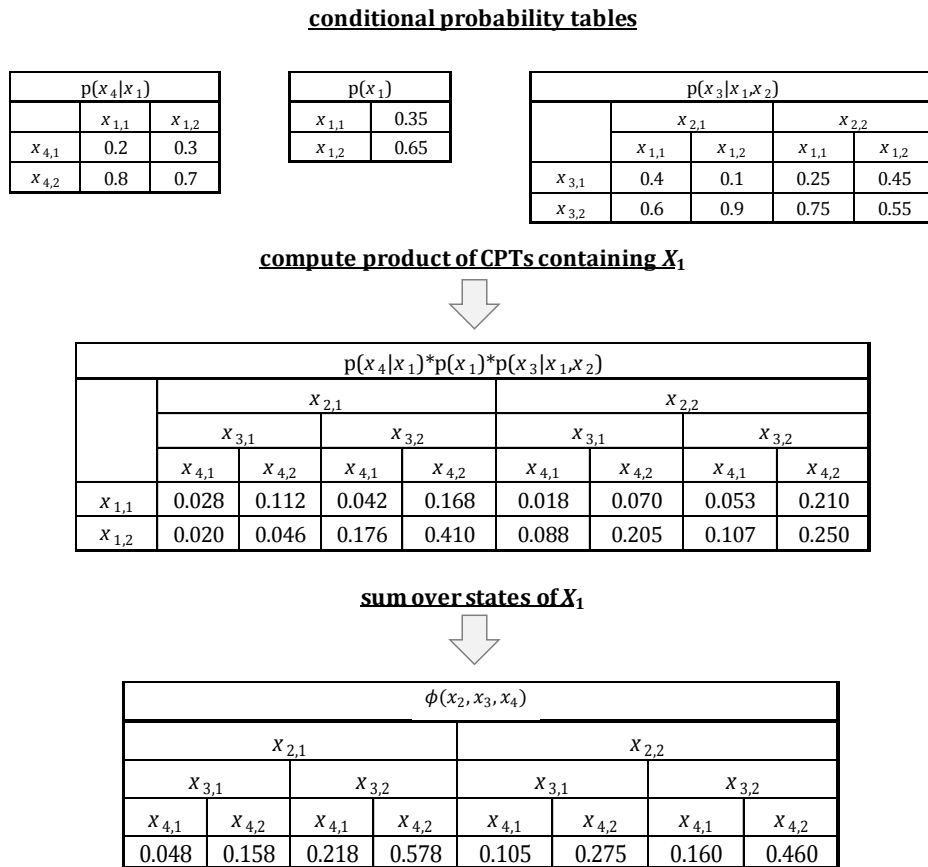 conditional probability tables
p(x4|x1) p(x1) p(x3|x1,x2)
x1,1 x1,2 x1,1 0.35 x2,1 x2,2
x4,1 0.2 0.3 x1,2 0.65 x1,1 x1,2 x1,1 x1,2
x4,2 0.8 0.7 x3,1 0.4 0.1 0.25 0.45
x3,2 0.6 0.9 0.75 0.55
compute product of CPTs containing X1
p(x4|x1)*p(x1)*p(x3|x1,x2)
x2,1 x2,2
x3,1 x3,2 x3,1 x3,2
x4,1 x4,2 x4,1 x4,2 x4,1 x4,2 x4,1 x4,2
x1,1 0.028 0.112 0.042 0.168 0.018 0.070 0.053 0.210
x1,2 0.020 0.046 0.176 0.410 0.088 0.205 0.107 0.250
sum over states of X1
ϕ(x2, x3, x4)
x2,1 x2,2
x3,1 x3,2 x3,1 x3,2
x4,1 x4,2 x4,1 x4,2 x4,1 x4,2 x4,1 x4,2
0.048 0.158 0.218 0.578 0.105 0.275 0.160 0.460